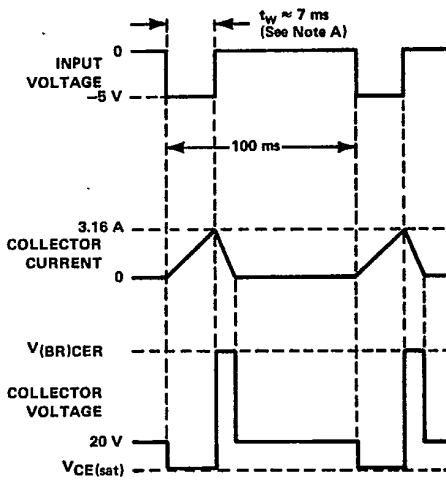 tw ≈ 7 ms
(See Note A)
0
INPUT
VOLTAGE
–5 V
100 ms
3.16 A
COLLECTOR
CURRENT
0
V(BR)CER
COLLECTOR
VOLTAGE
20 V
VCE(sat)